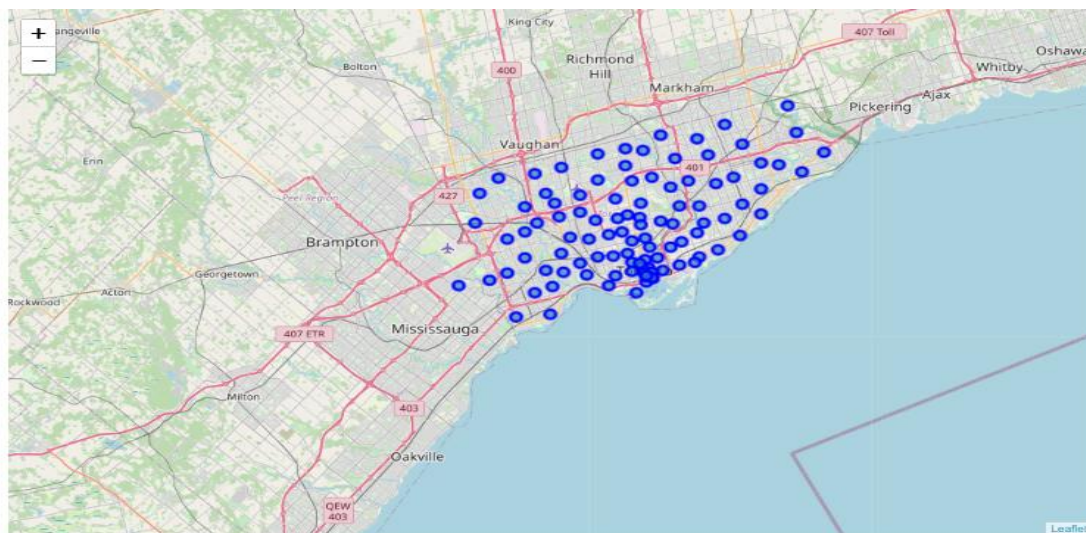 +
−
King City
407 Toll
Oshawa
Whitby
Richmond
Hill
Bolton
400
Markham
Ajax
Pickering
Vaughan
Erin
401
427
Peel Region
Brampton
Georgetown
Acton
Rockwood
Mississauga
407 ETR
Milton
403
Oakville
QEW
403
Leaflet